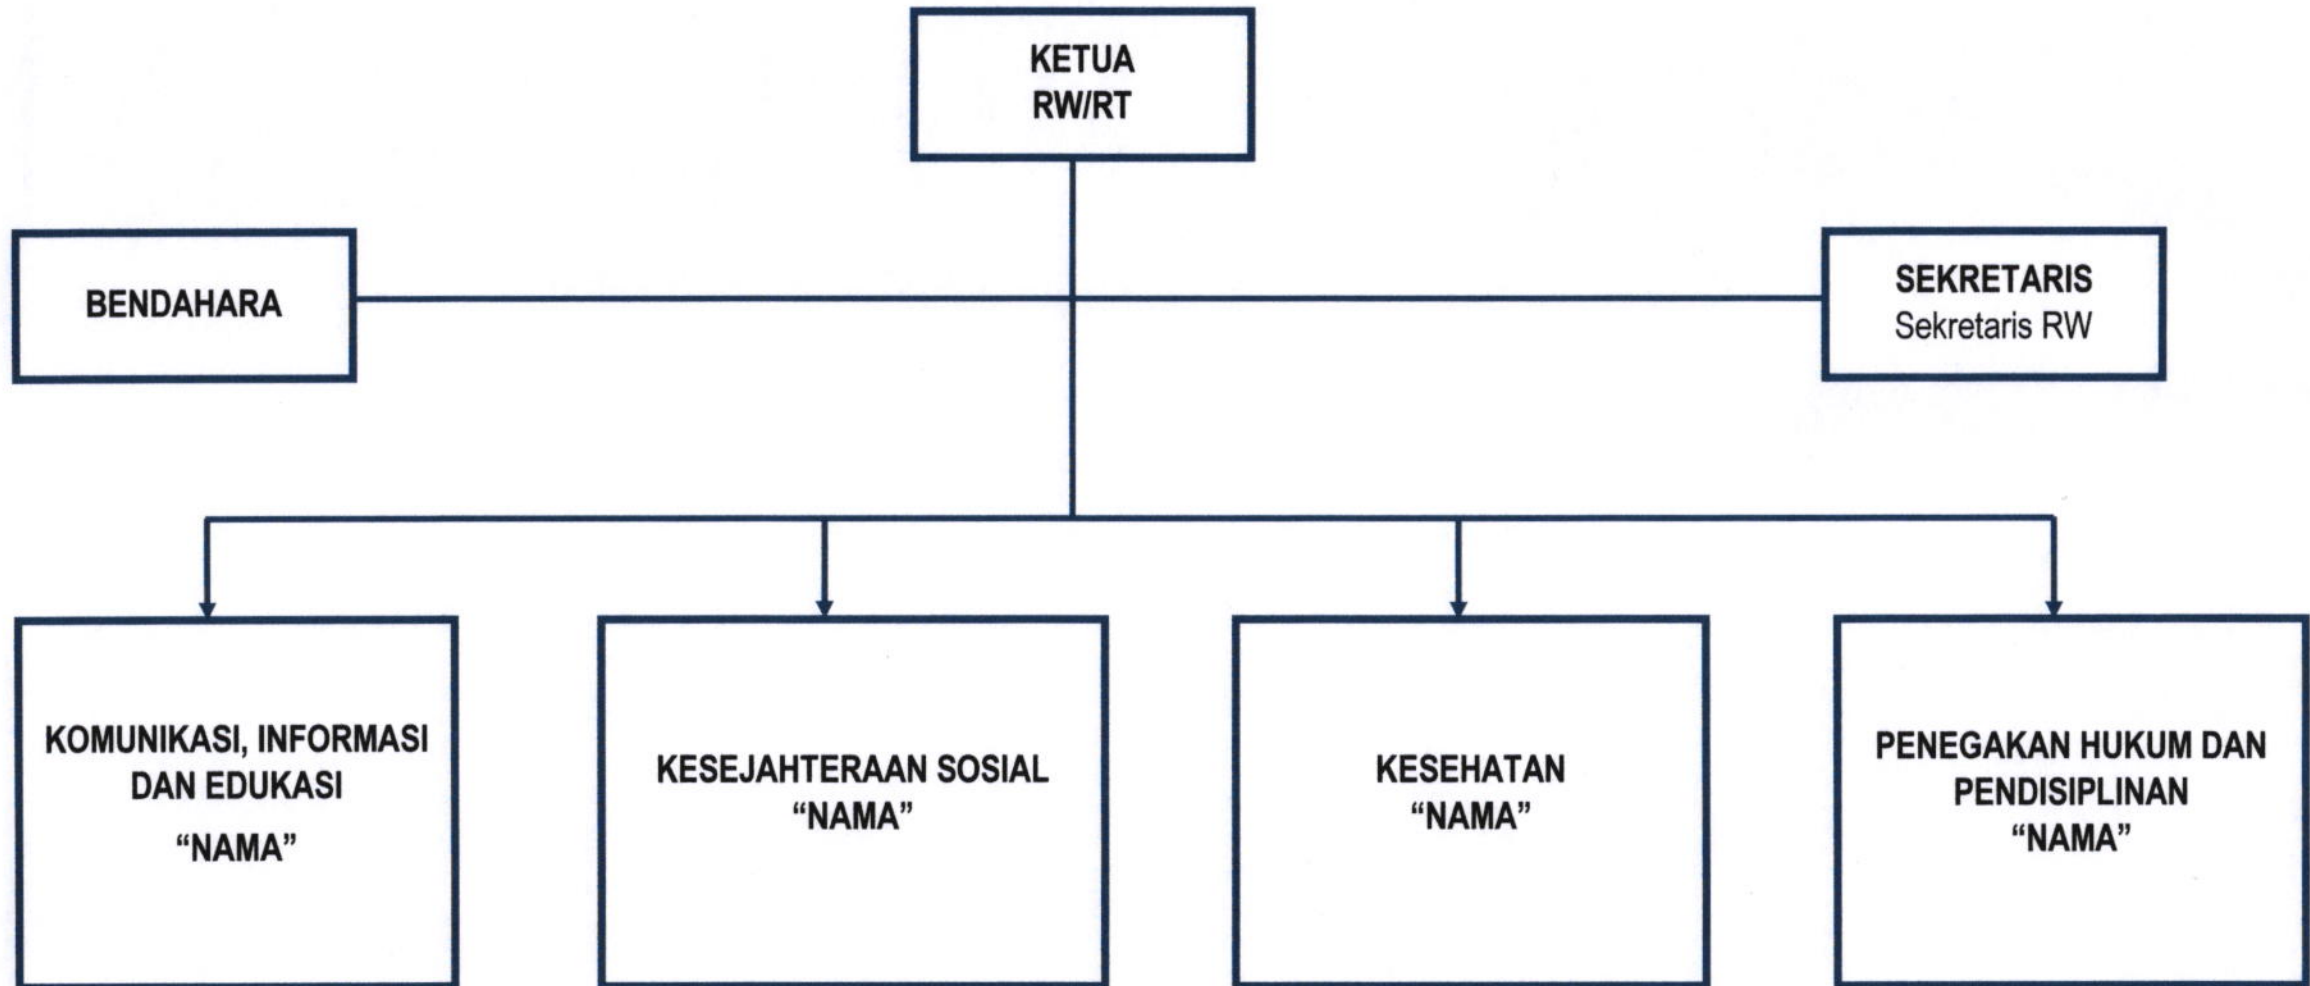 KETUA
RW/RT
BENDAHARA
SEKRETARIS
Sekretaris RW
KOMUNIKASI, INFORMASI
DAN EDUKASI
“NAMA”
KESEJAHTERAAN SOSIAL
“NAMA”
KESEHATAN
“NAMA”
PENEGAKAN HUKUM DAN
PENDISIPLINAN
“NAMA”